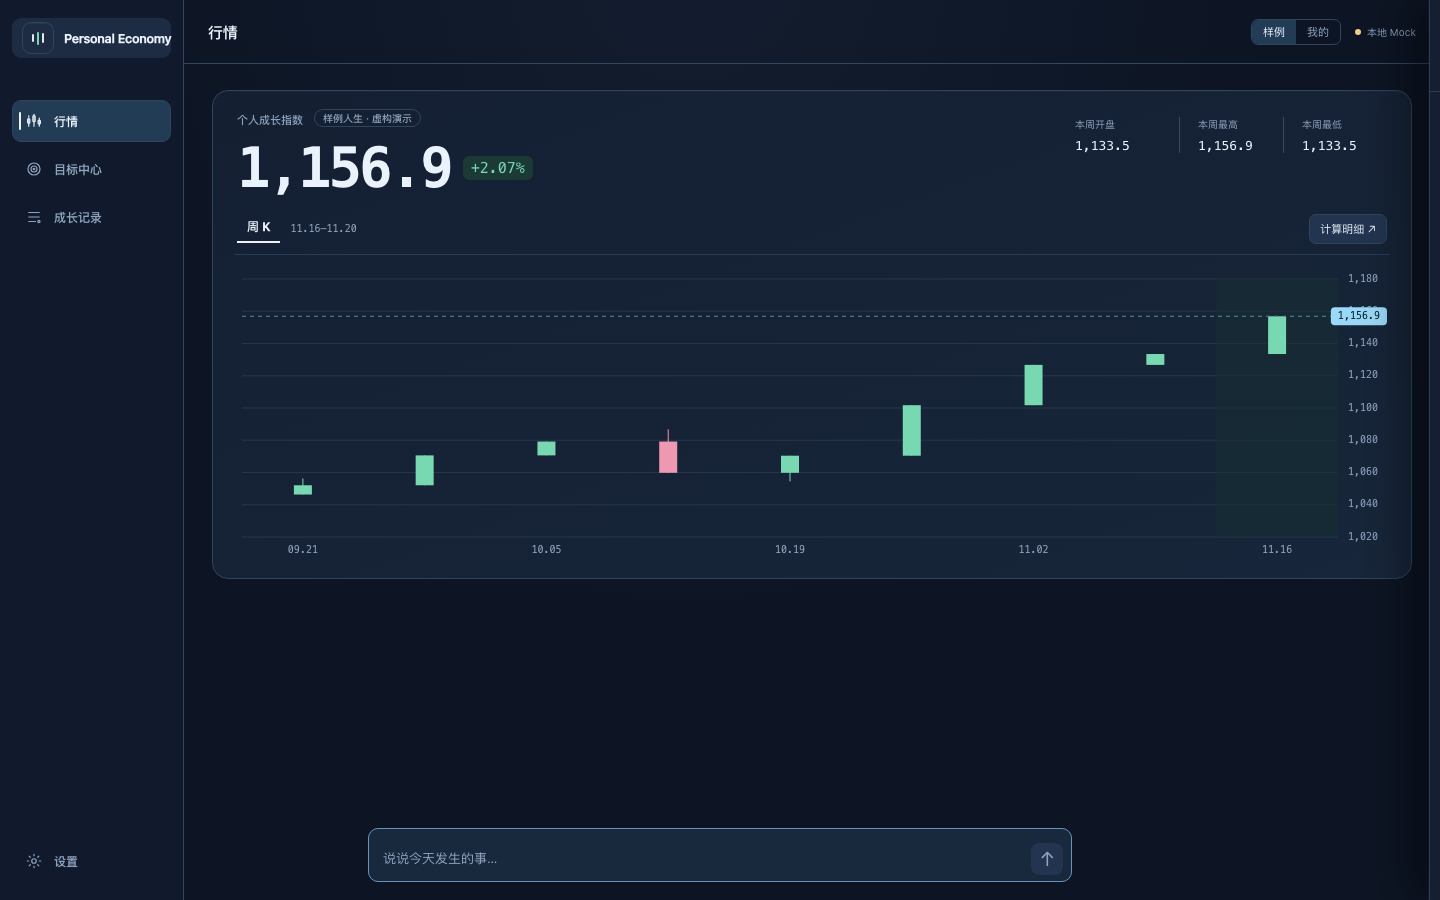 Personal Economy
行情
目标中心
成长记录
设置
行情
样例
我的
本地 Mock
个人成长指数
样例人生 · 虚构演示
1,156.9
+2.07%
本周开盘
1,133.5
本周最高
1,156.9
本周最低
1,133.5
周 K
11.16—11.20
计算明细 ↗
1,180
1,156.9
1,140
1,120
1,100
1,080
1,060
1,040
1,020
09.21
10.05
10.19
11.02
11.16
说说今天发生的事...